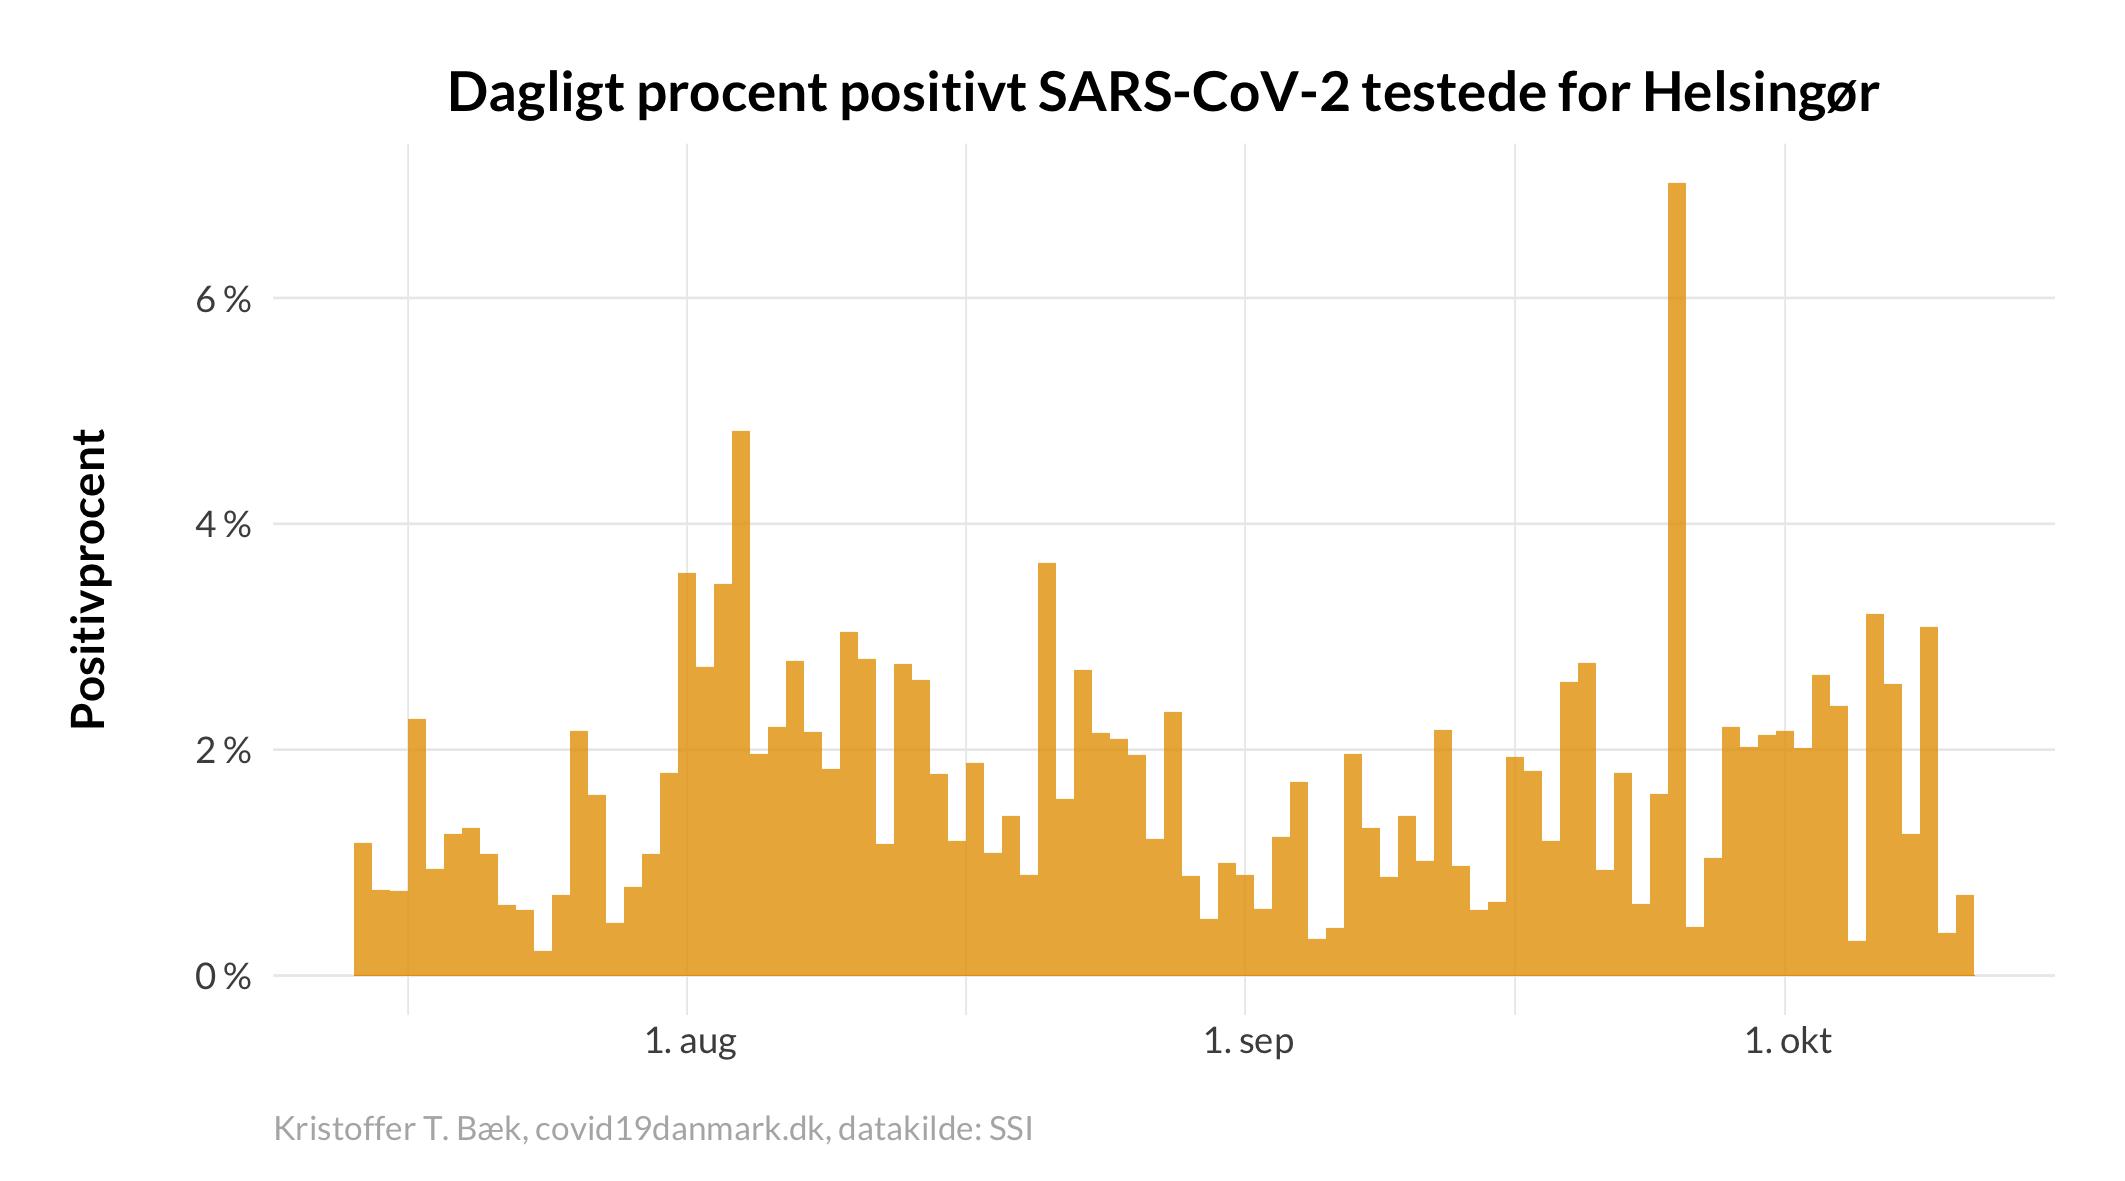 Dagligt procent positivt SARS-CoV-2 testede for Helsingør
Positivprocent
6 %
4 %
2 %
0 %
1. aug
1. sep
1. okt
Kristoffer T. Bæk, covid19danmark.dk, datakilde: SSI